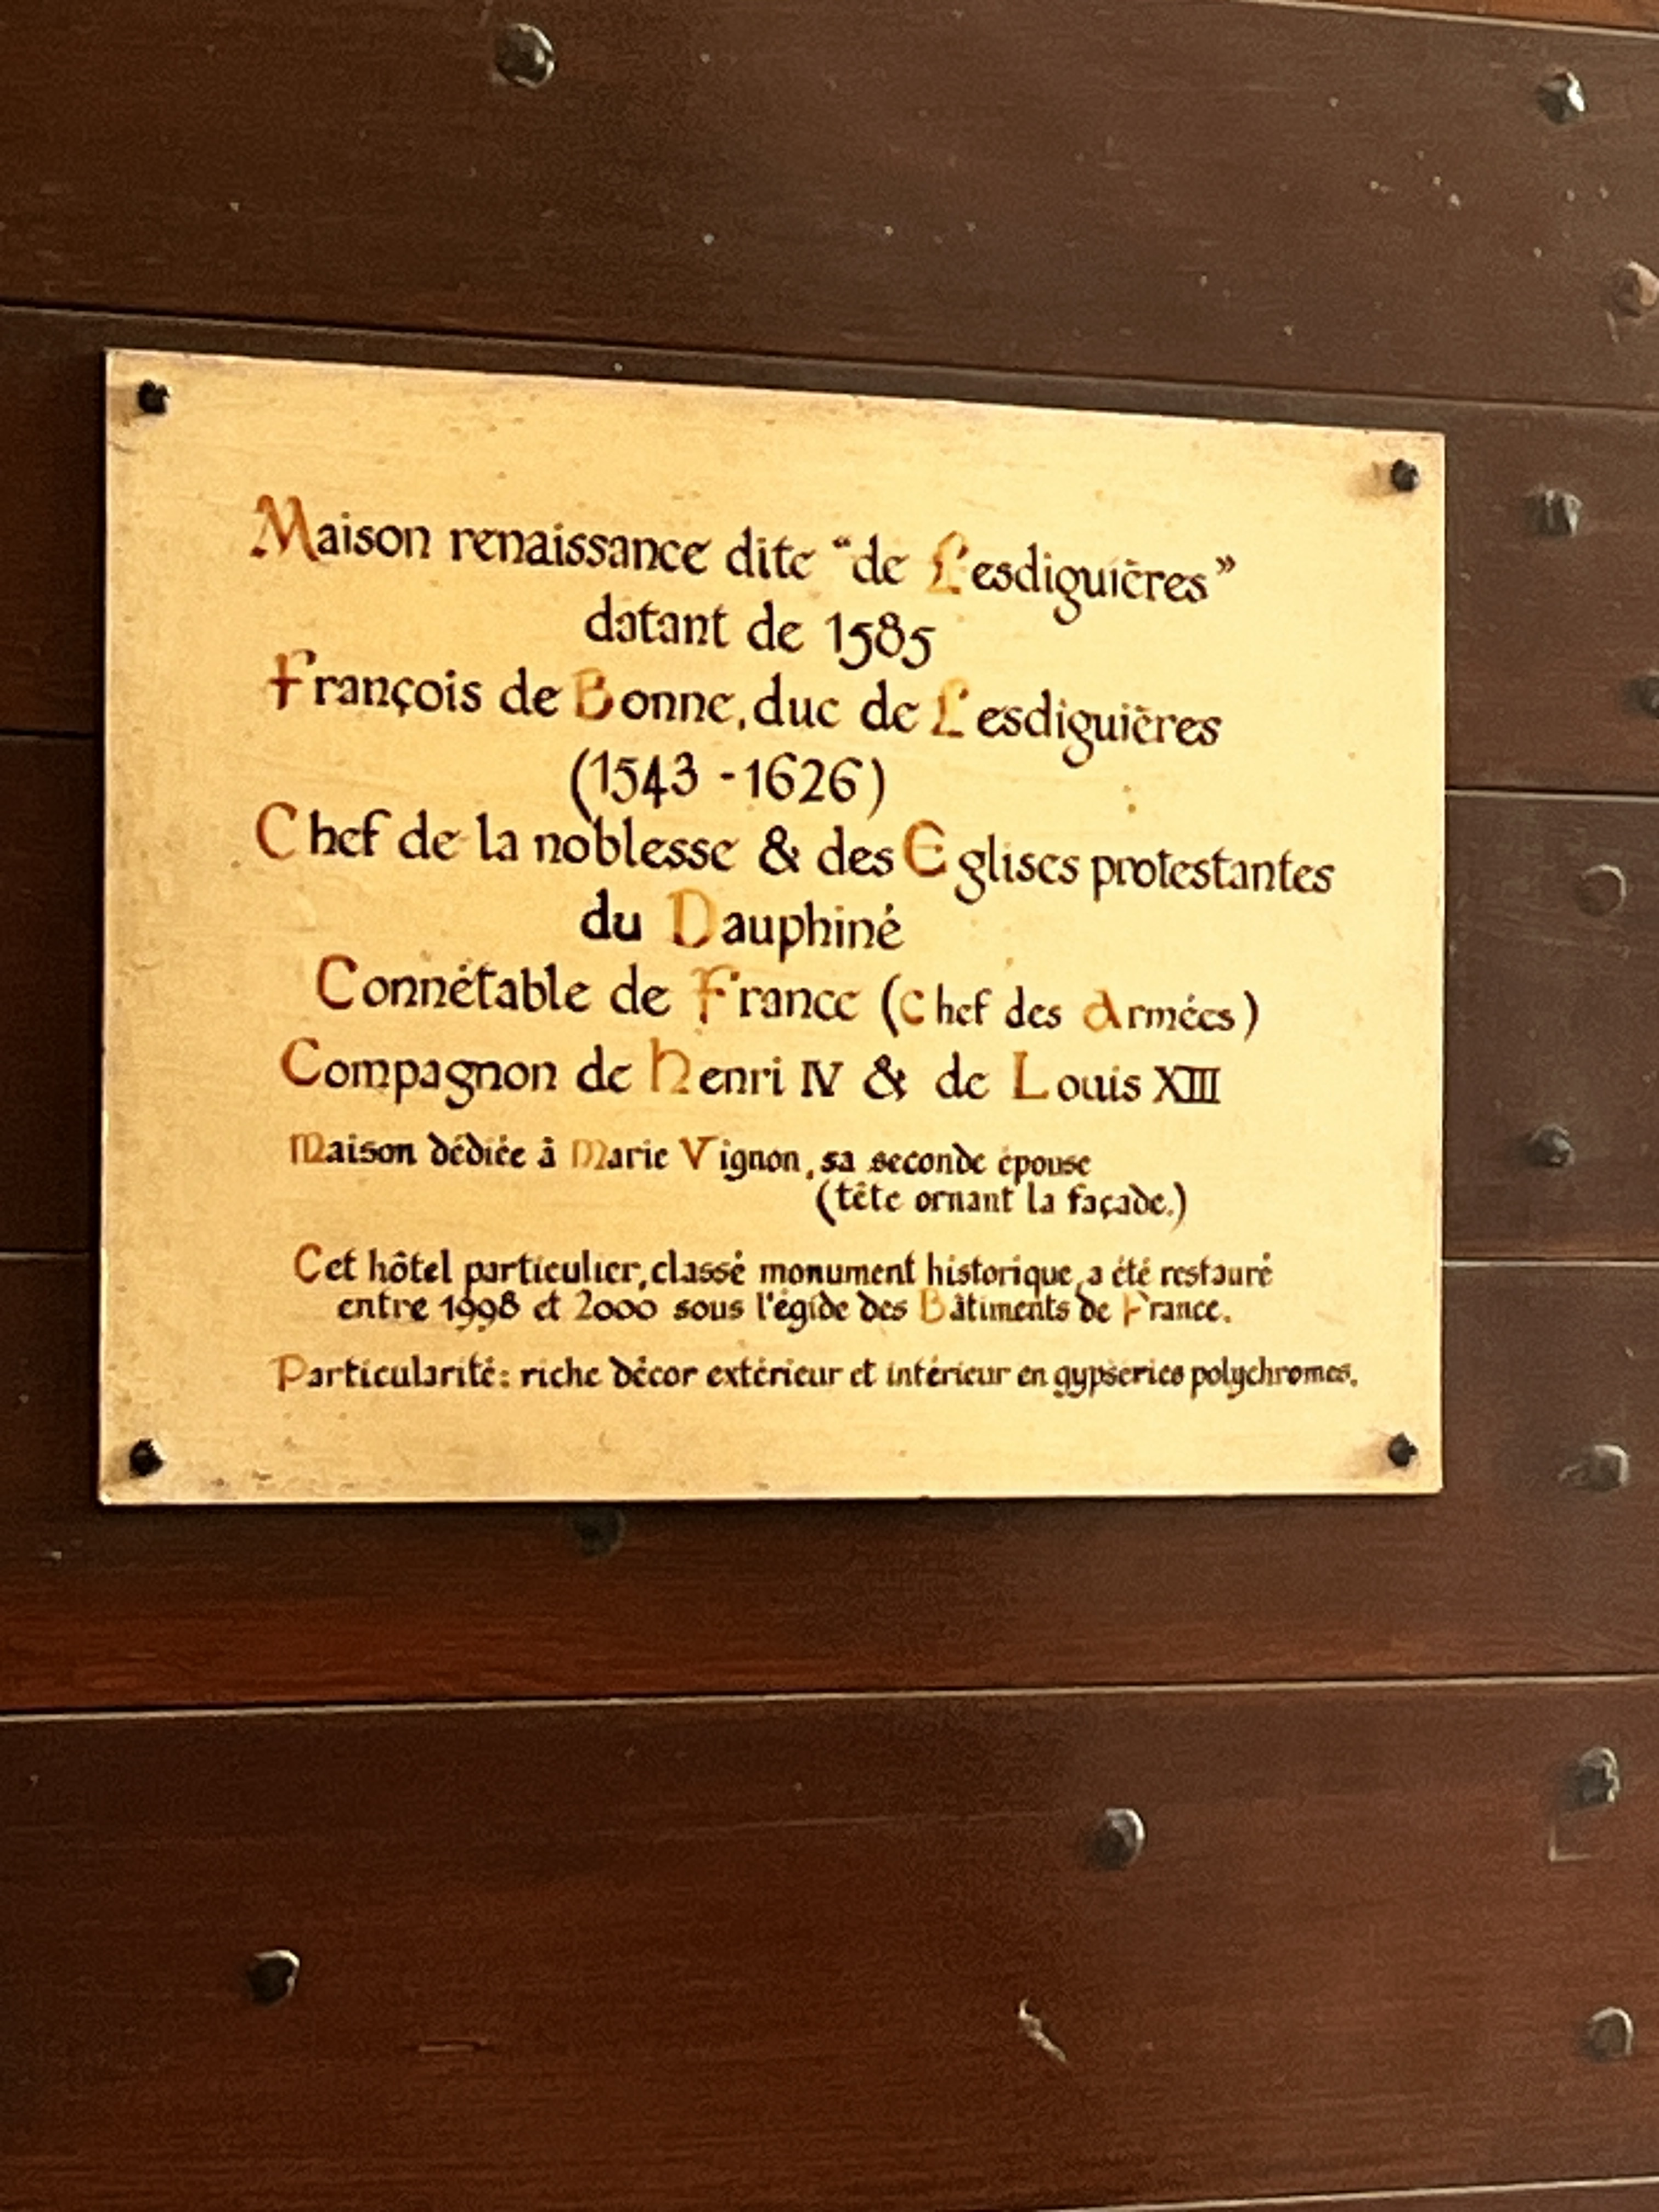 Maison renaissance dite “de Lesdiguières”
datant de 1585
François de Bonne, duc de Lesdiguières
(1543 - 1626)
Chef de la noblesse & des Eglises protestantes
du Dauphiné
Connétable de France (Chef des Armées)
Compagnon de Henri IV & de Louis XIII
Maison dédiée à Marie Vignon, sa seconde épouse
(tête ornant la façade.)
Cet hôtel particulier, classé monument historique, a été restauré
entre 1998 et 2000 sous l'égide des Bâtiments de France.
Particularité: riche décor extérieur et intérieur en gypseries polychromes.